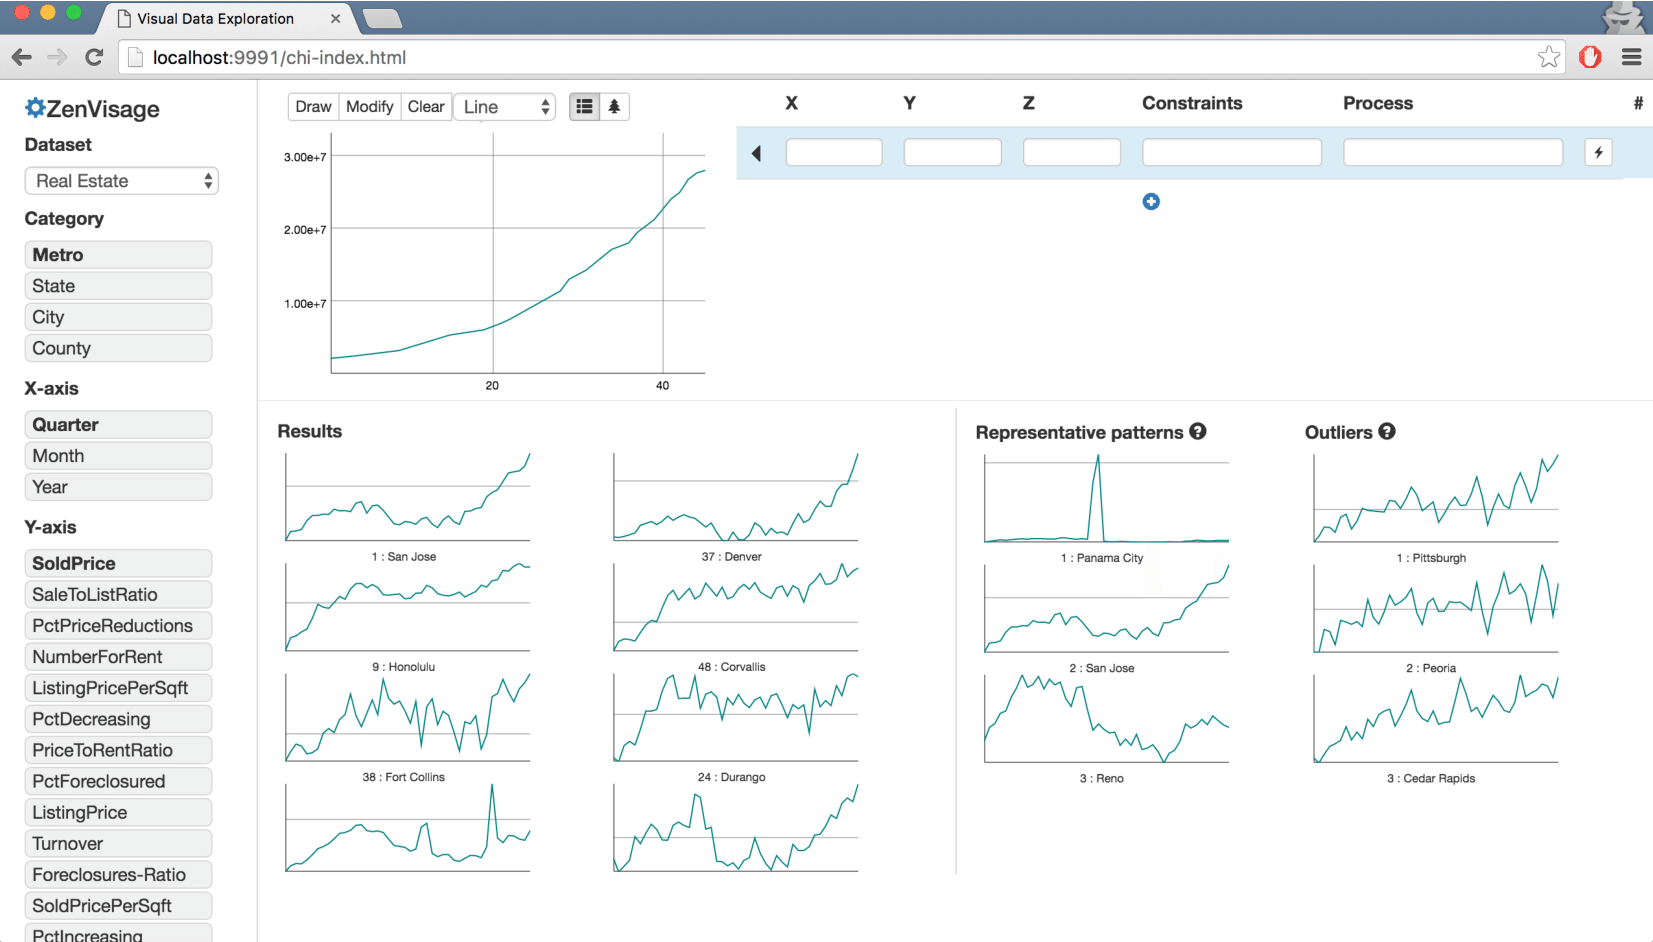 Visual Data Exploration
localhost:9991/chi-index.html
ZenVisage
Dataset
Real Estate
Category
Metro
State
City
County
X-axis
Quarter
Month
Year
Y-axis
SoldPrice
SaleToListRatio
PctPriceReductions
NumberForRent
ListingPricePerSqft
PctDecreasing
PriceToRentRatio
PctForeclosured
ListingPrice
Turnover
Foreclosures-Ratio
SoldPricePerSqft
PctIncreasing
Draw Modify Clear Line
3.00e+7
2.00e+7
1.00e+7
20 40
X Y Z Constraints Process #
Results
1 : San Jose 37 : Denver
9 : Honolulu 48 : Corvallis
38 : Fort Collins 24 : Durango
Representative patterns
1 : Panama City
2 : San Jose
3 : Reno
Outliers
1 : Pittsburgh
2 : Peoria
3 : Cedar Rapids